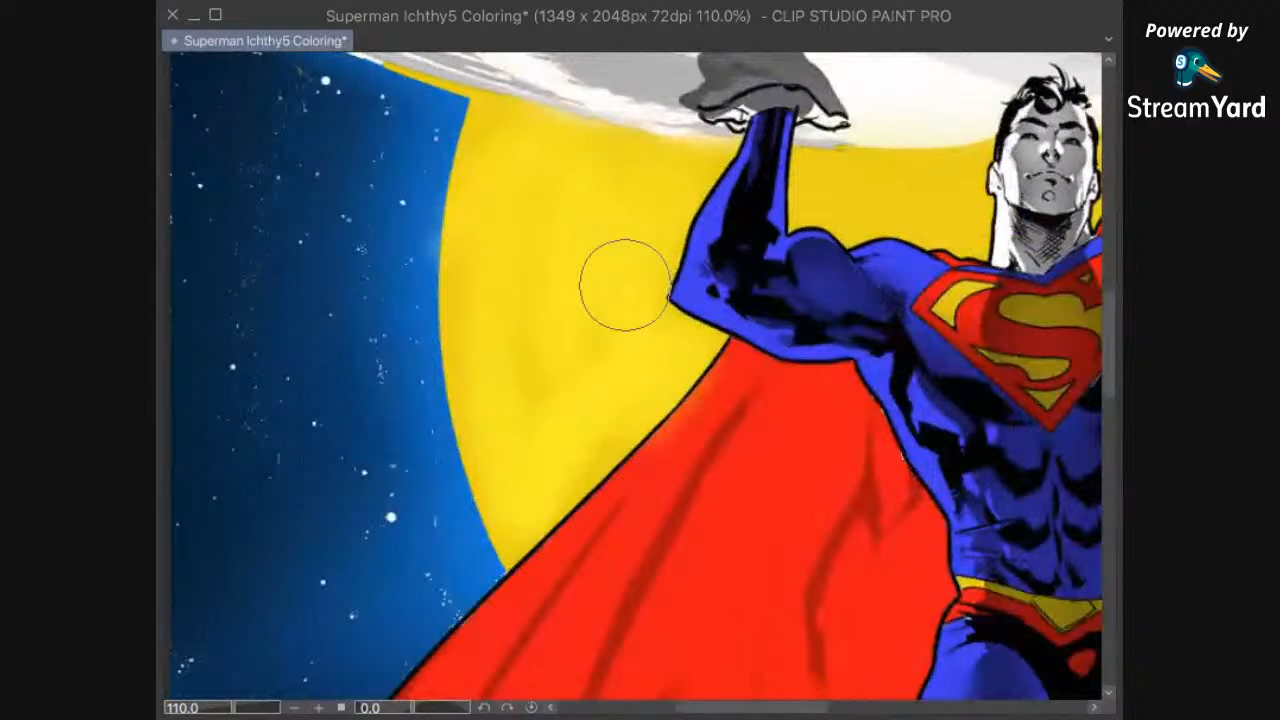 Superman Ichthy5 Coloring* (1349 x 2048px 72dpi 110.0%) - CLIP STUDIO PAINT PRO
Superman Ichthy5 Coloring*
Powered by
StreamYard
S
S
110.0
0.0